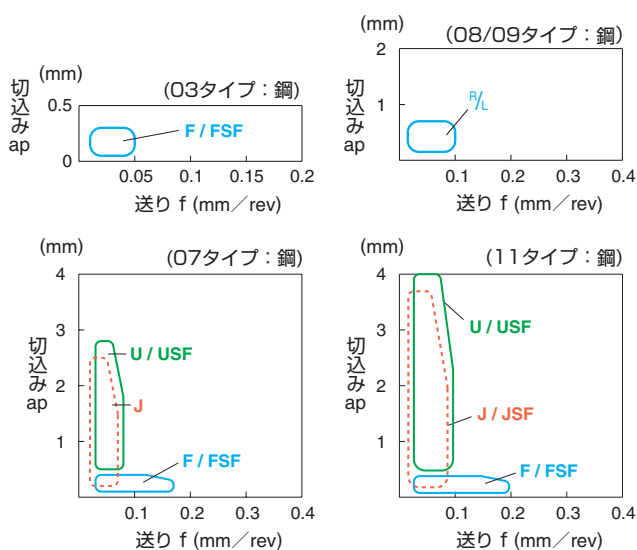 (mm)
(03タイプ：鋼)
切込み ap
0.5
0
F / FSF
0.05
0.1
0.15
0.2
送り f (mm／rev)
(mm)
(08/09タイプ：鋼)
切込み ap
2
1
R/L
0.1
0.2
0.3
0.4
送り f (mm／rev)
(mm)
(07タイプ：鋼)
切込み ap
4
3
2
1
U / USF
J
F / FSF
0.1
0.2
0.3
0.4
送り f (mm／rev)
(mm)
(11タイプ：鋼)
切込み ap
4
3
2
1
U / USF
J / JSF
F / FSF
0.1
0.2
0.3
0.4
送り f (mm／rev)